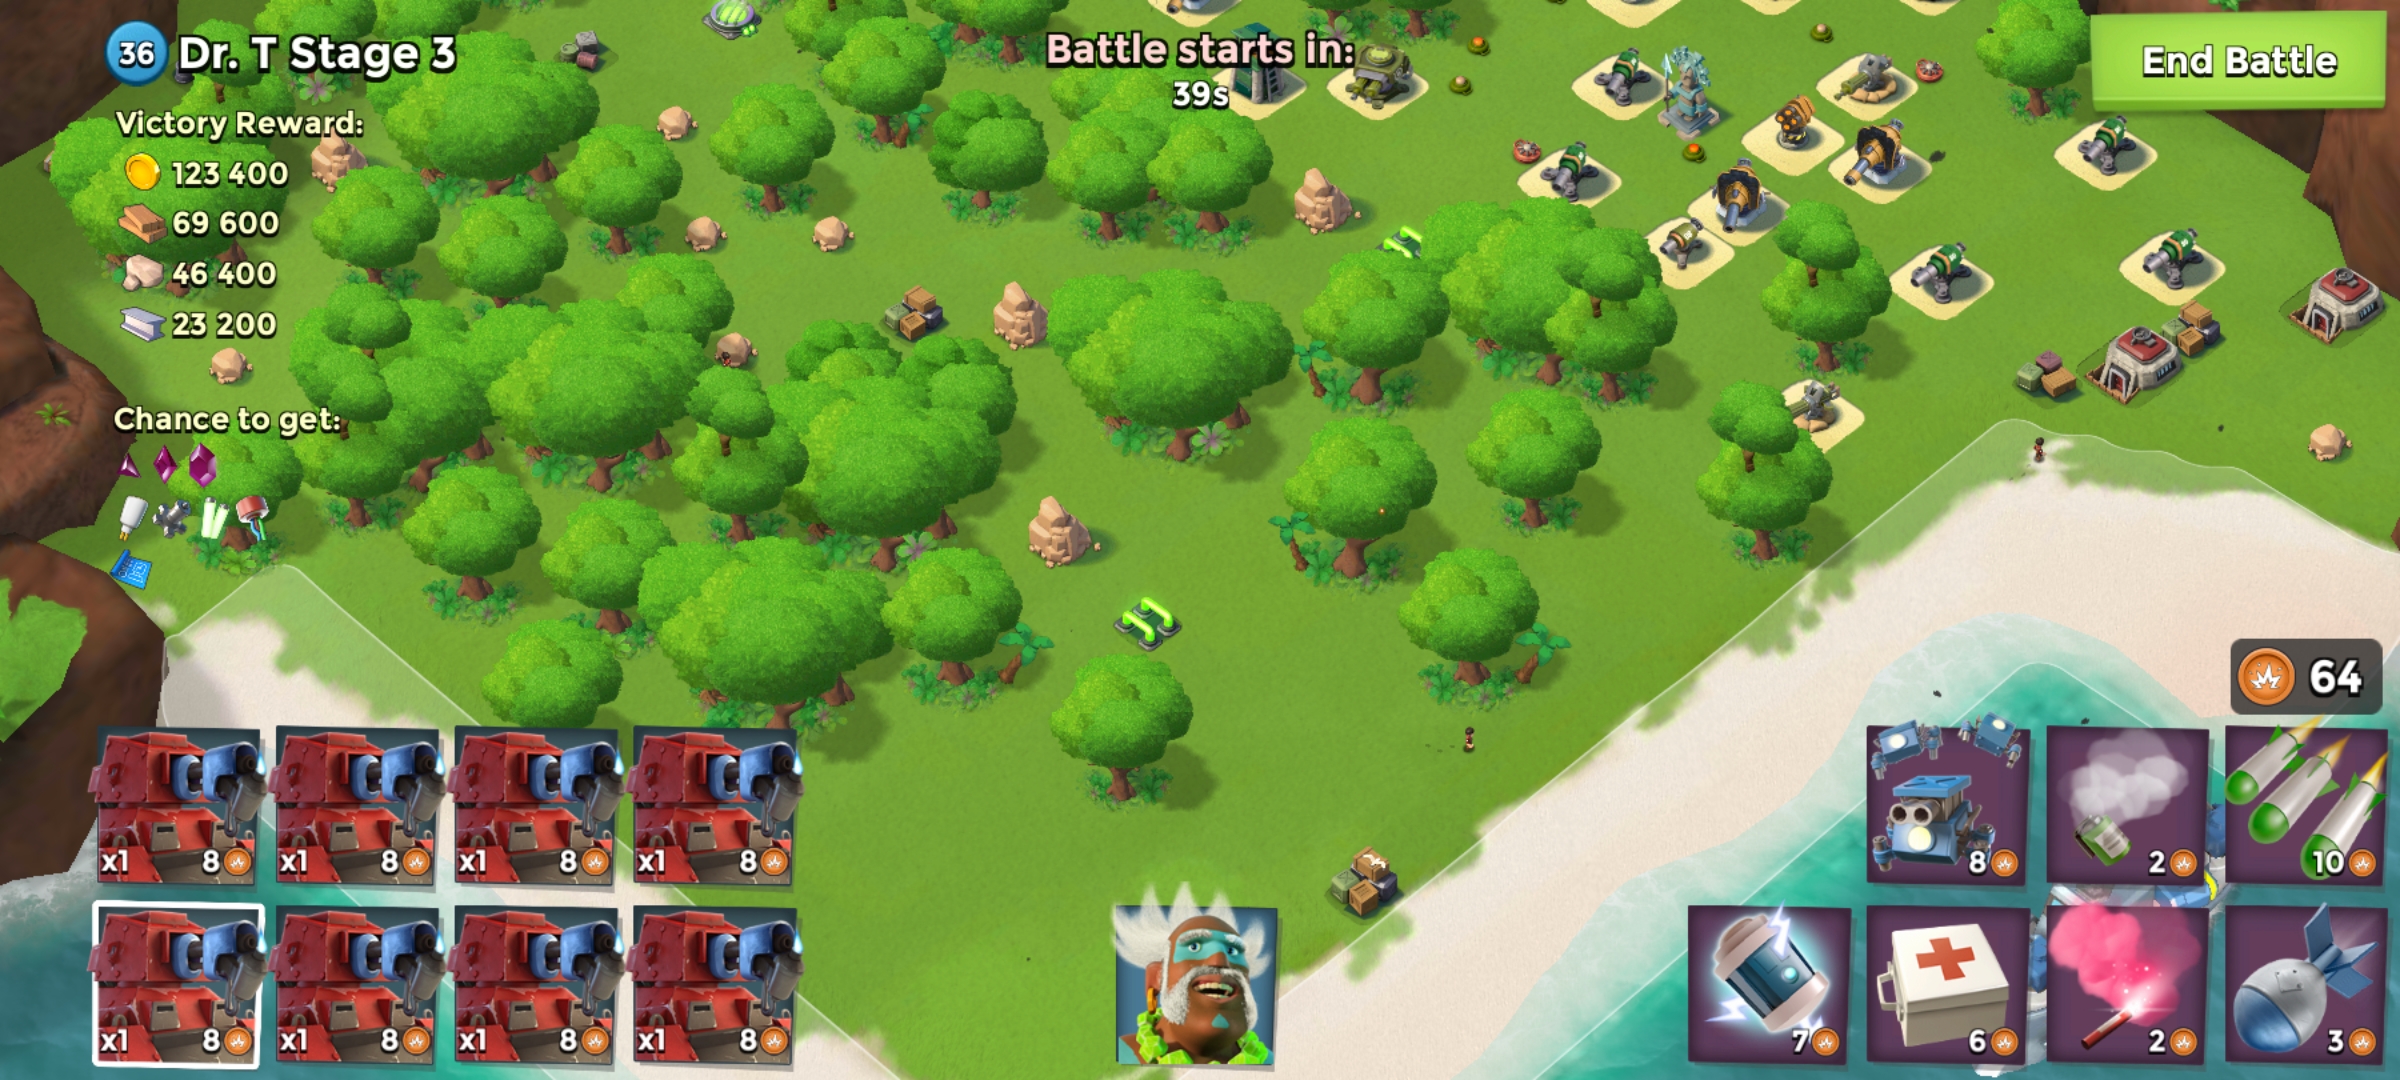 36 Dr. T Stage 3
Battle starts in:
39s
End Battle
Victory Reward:
123 400
69 600
46 400
23 200
Chance to get:
64
x1 8
x1 8
x1 8
x1 8
8
2
10
x1 8
x1 8
x1 8
x1 8
7
6
2
3